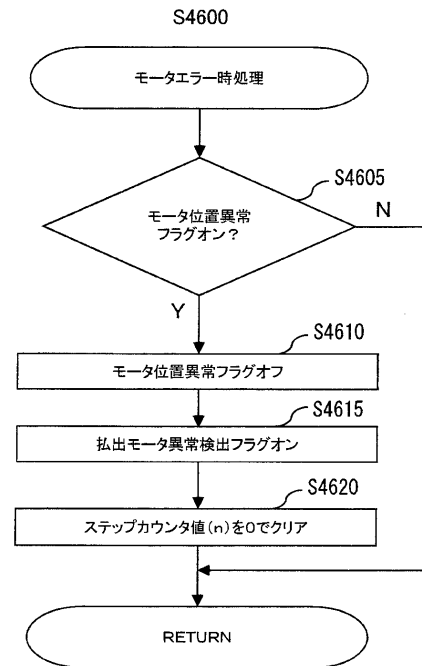 S4600
モータエラー時処理
S4605
モータ位置異常
フラグオン？
N
Y
S4610
モータ位置異常フラグオフ
S4615
払出モータ異常検出フラグオン
S4620
ステップカウンタ値(n)を0でクリア
RETURN